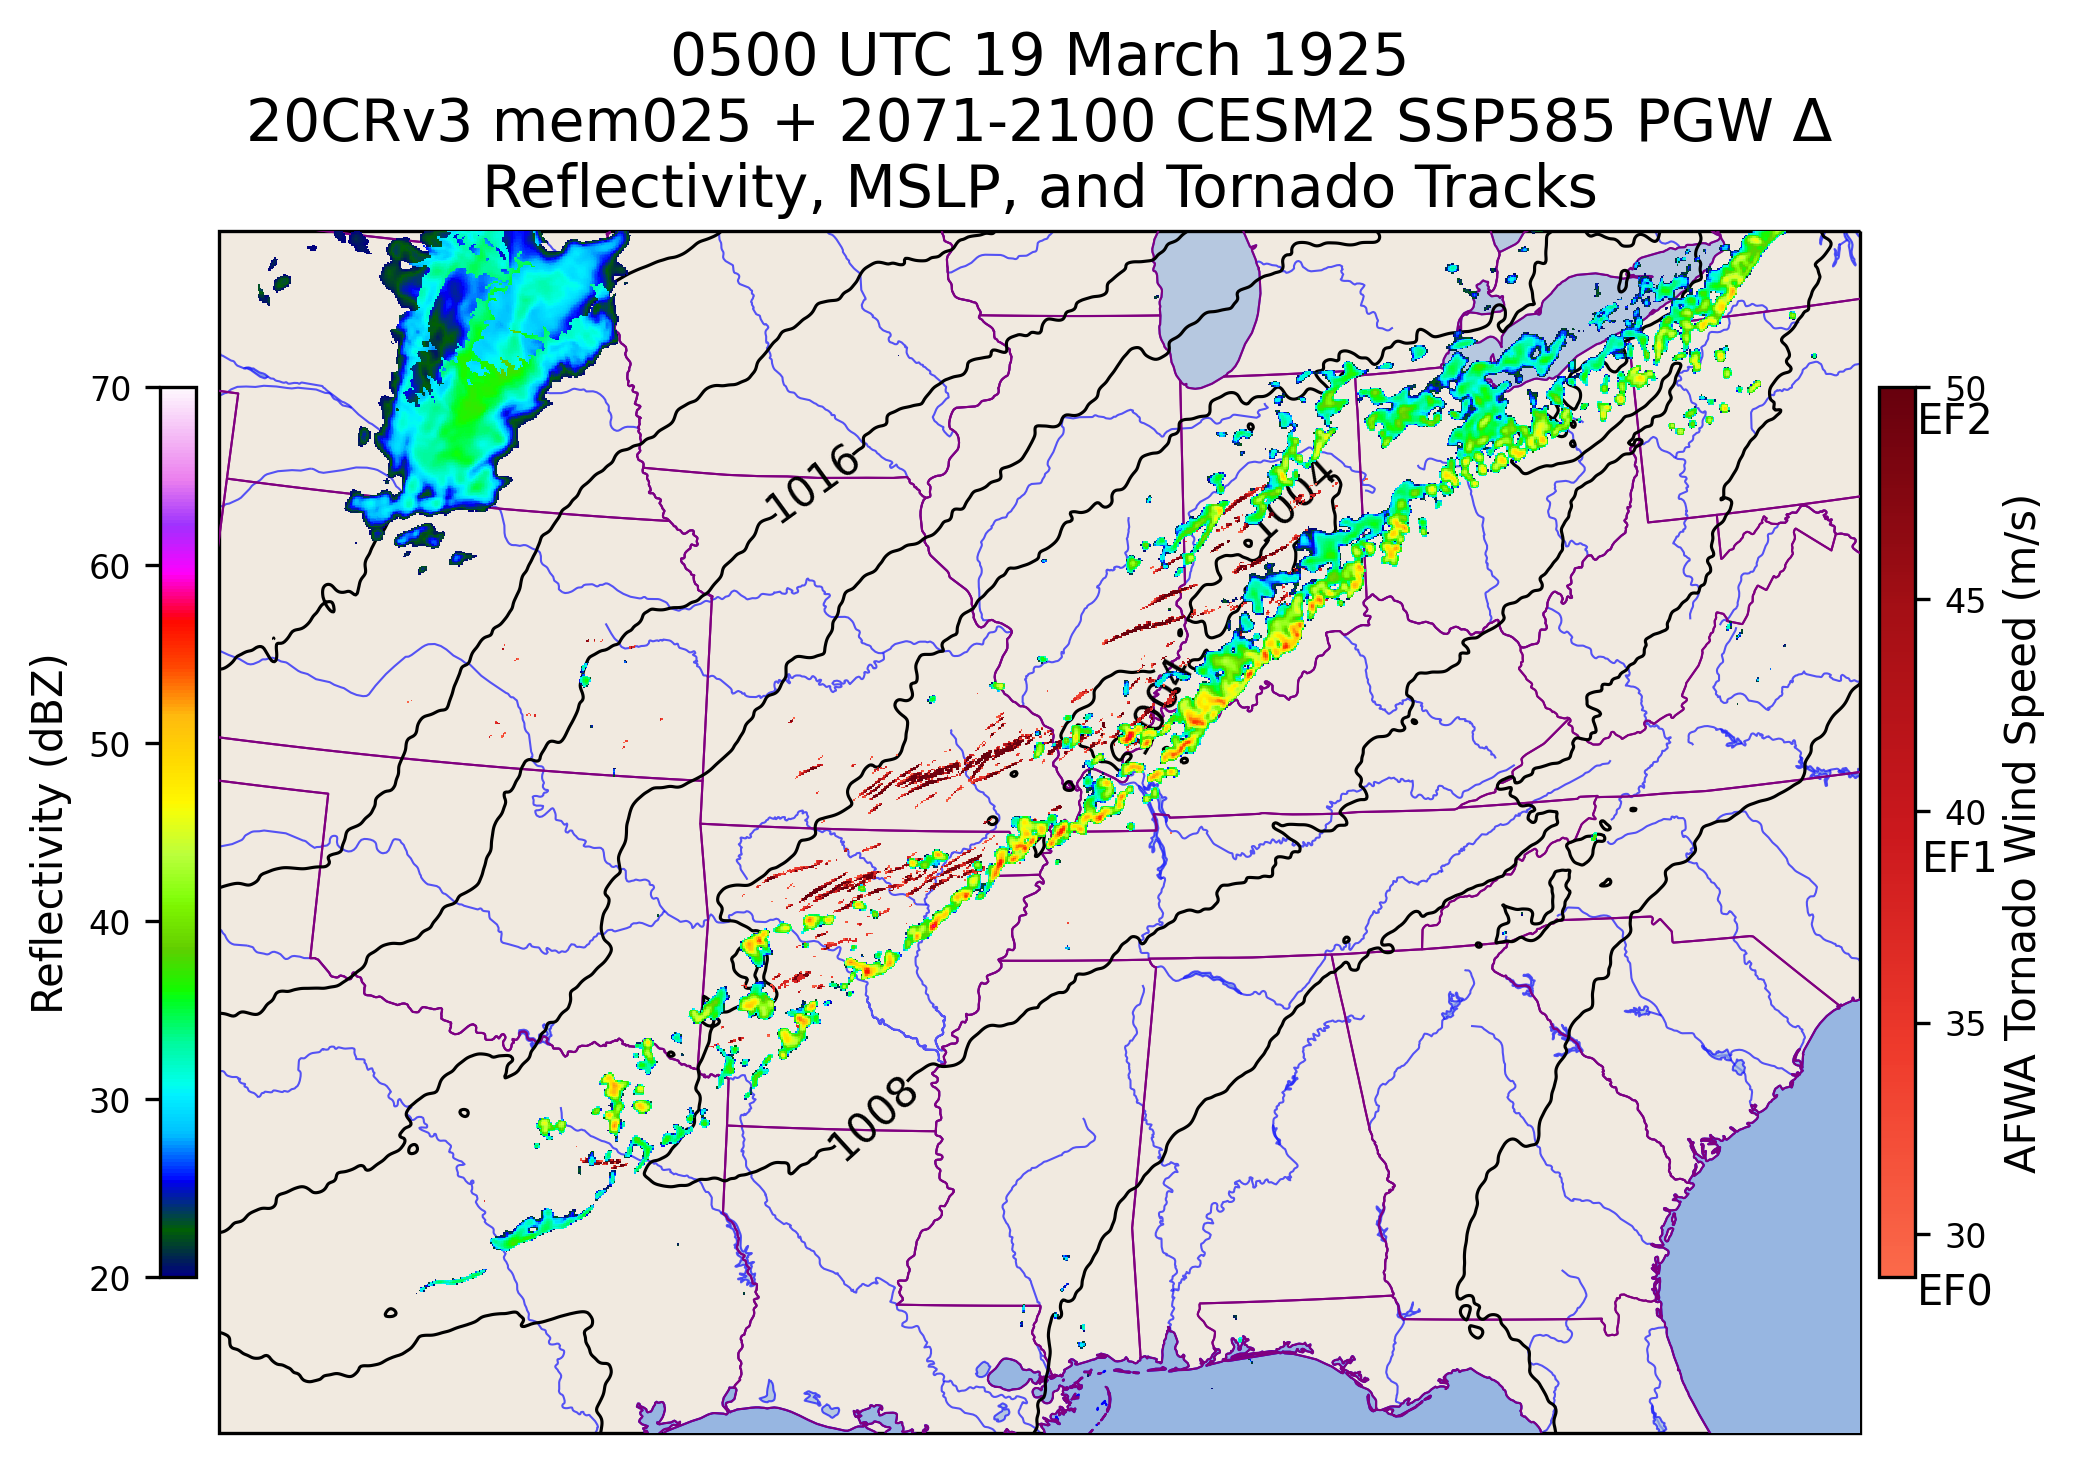 0500 UTC 19 March 1925
20CRv3 mem025 + 2071-2100 CESM2 SSP585 PGW Δ
Reflectivity, MSLP, and Tornado Tracks
70
60
50
40
30
20
Reflectivity (dBZ)
1016
1004
1004
1008
50
EF2
45
40
EF1
35
30
EF0
AFWA Tornado Wind Speed (m/s)